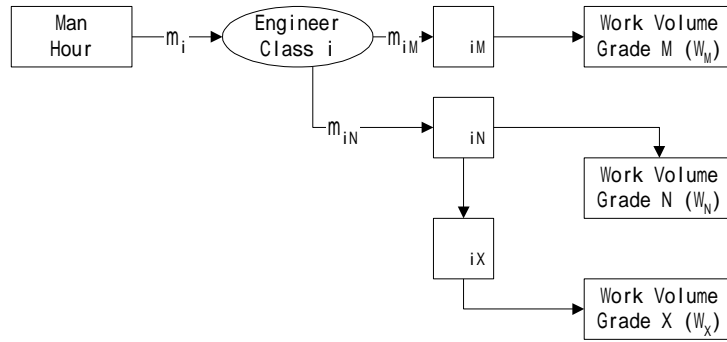 Man
Hour
m_i
Engineer
Class i
m_iM
iM
Work Volume
Grade M (W_M)
m_iN
iN
Work Volume
Grade N (W_N)
iX
Work Volume
Grade X (W_X)